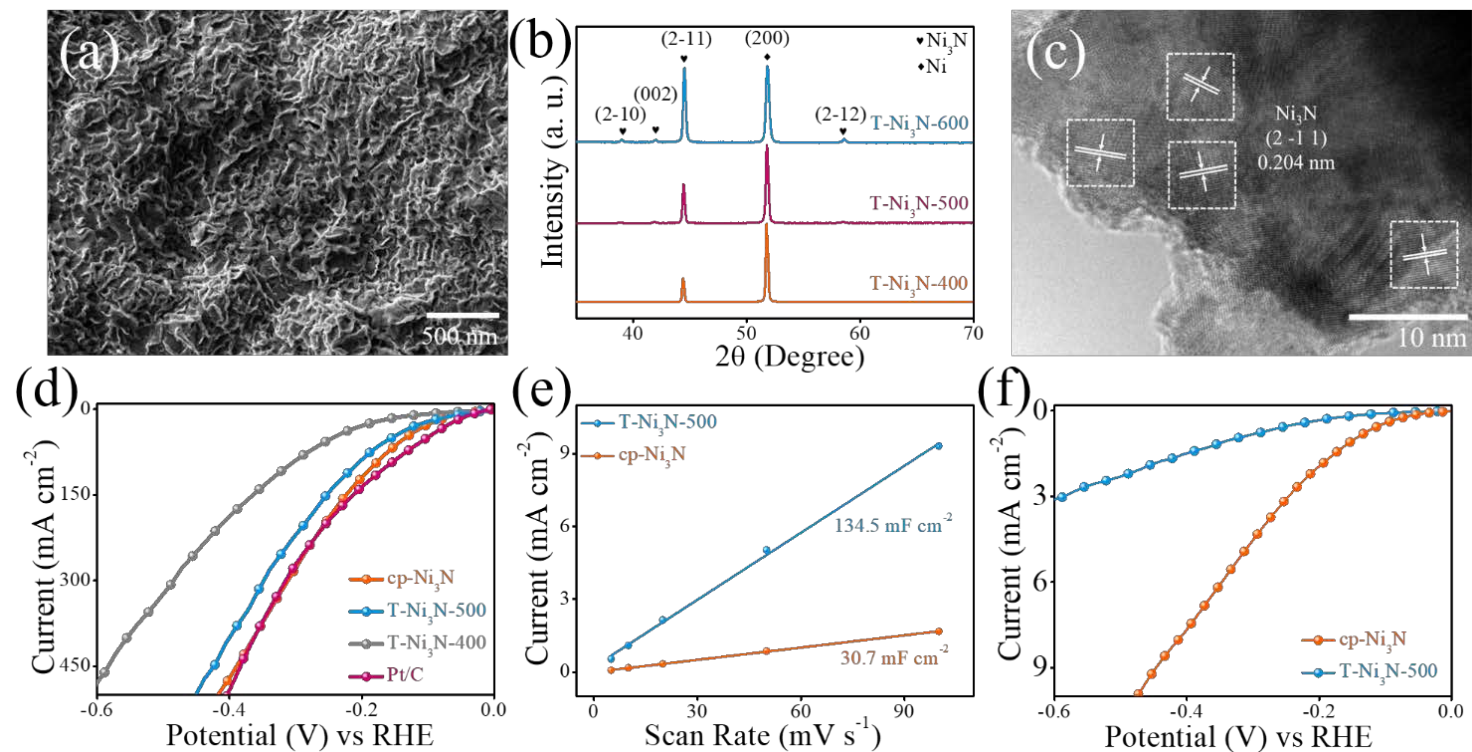 (a)
500 nm
(b)
Intensity (a. u.)
(2-10)
(002)
(2-11)
(200)
(2-12)
♥Ni₃N
♦Ni
T-Ni₃N-600
T-Ni₃N-500
T-Ni₃N-400
40
50
60
70
2θ (Degree)
(c)
Ni₃N
(2 -1 1)
0.204 nm
10 nm
(d)
Current (mA cm⁻²)
0
150
300
450
cp-Ni₃N
T-Ni₃N-500
T-Ni₃N-400
Pt/C
-0.6
-0.4
-0.2
0.0
Potential (V) vs RHE
(e)
Current (mA cm⁻²)
9
6
3
0
T-Ni₃N-500
cp-Ni₃N
134.5 mF cm⁻²
30.7 mF cm⁻²
0
30
60
90
Scan Rate (mV s⁻¹)
(f)
Current (mA cm⁻²)
0
3
6
9
cp-Ni₃N
T-Ni₃N-500
-0.6
-0.4
-0.2
0.0
Potential (V) vs RHE